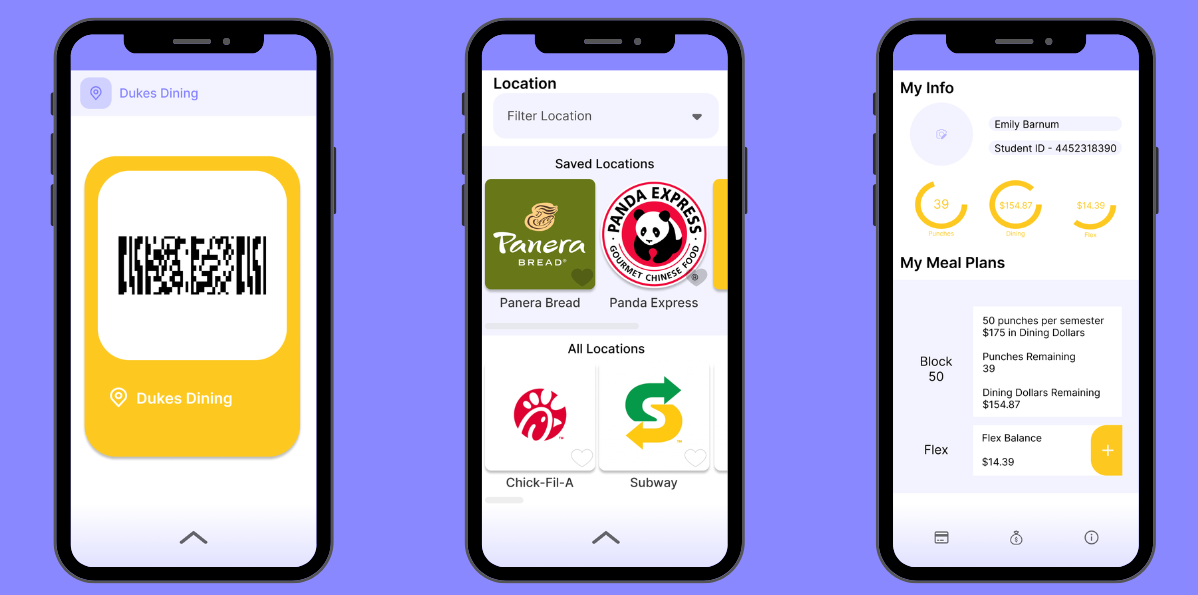 Dukes Dining
Dukes Dining
Location
Filter Location
Saved Locations
Panera
BREAD®
PANDA EXPRESS
GOURMET CHINESE FOOD
Panera Bread
Panda Express
All Locations
Chick-Fil-A
Subway
My Info
Emily Barnum
Student ID - 4452318390
39
$154.87
$14.39
Punches
Dining
Flex
My Meal Plans
Block
50
50 punches per semester
$175 in Dining Dollars
Punches Remaining
39
Dining Dollars Remaining
$154.87
Flex
Flex Balance
$14.39
+